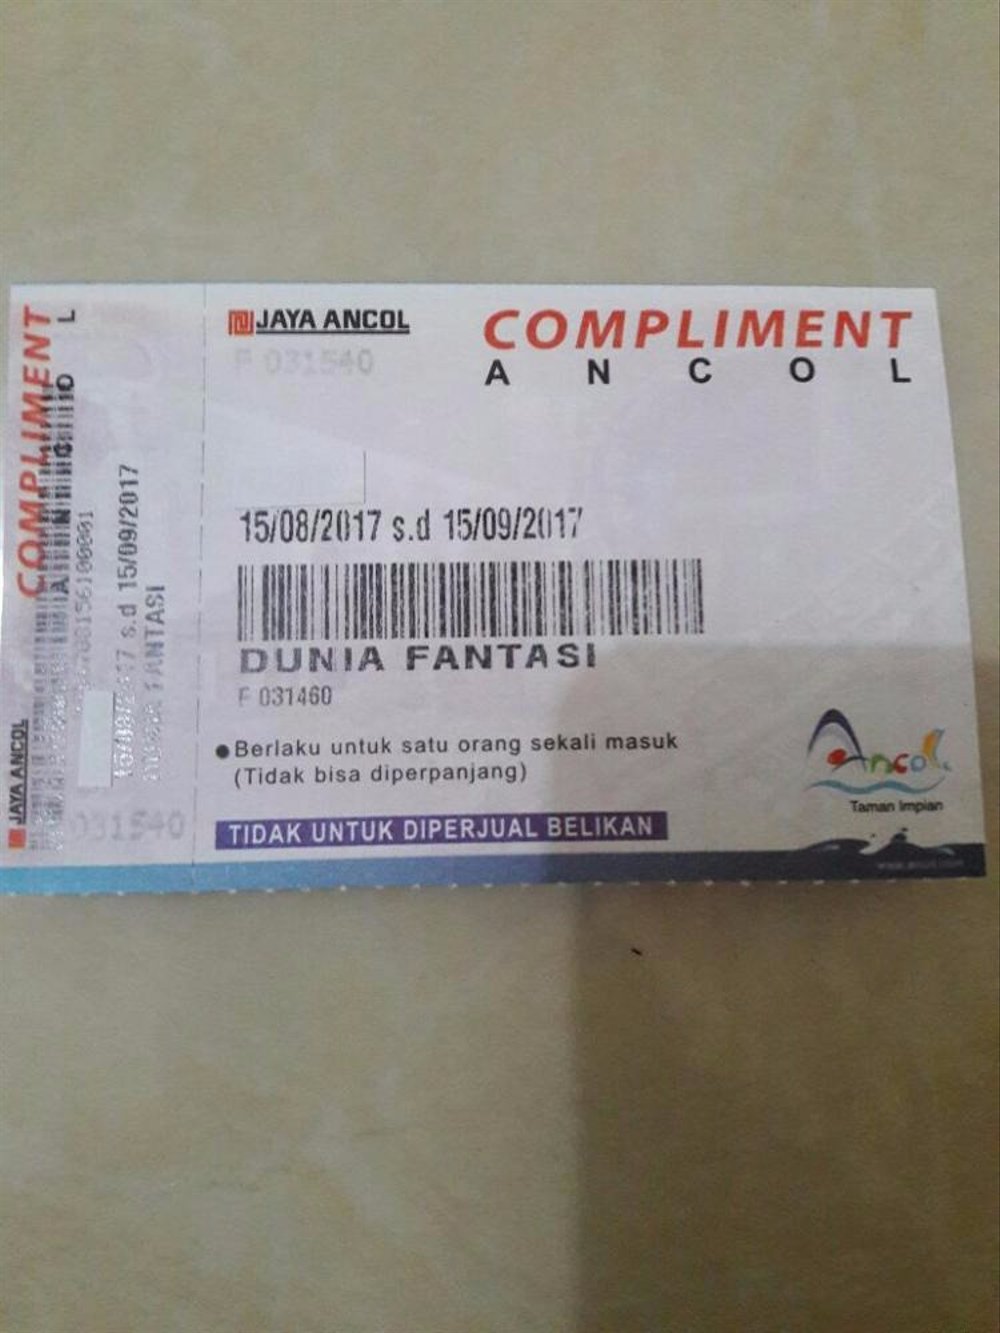 JAYA ANCOL
F 031540
COMPLIMENT
ANCOL
15/08/2017 s.d 15/09/2017
DUNIA FANTASI
F 031460
Berlaku untuk satu orang sekali masuk
(Tidak bisa diperpanjang)
TIDAK UNTUK DIPERJUAL BELIKAN
Ancol
Taman Impian
JAYA ANCOL
COMPLIMENT
ANCOL
15/08/2017 s.d 15/09/2017
DUNIA FANTASI
031540